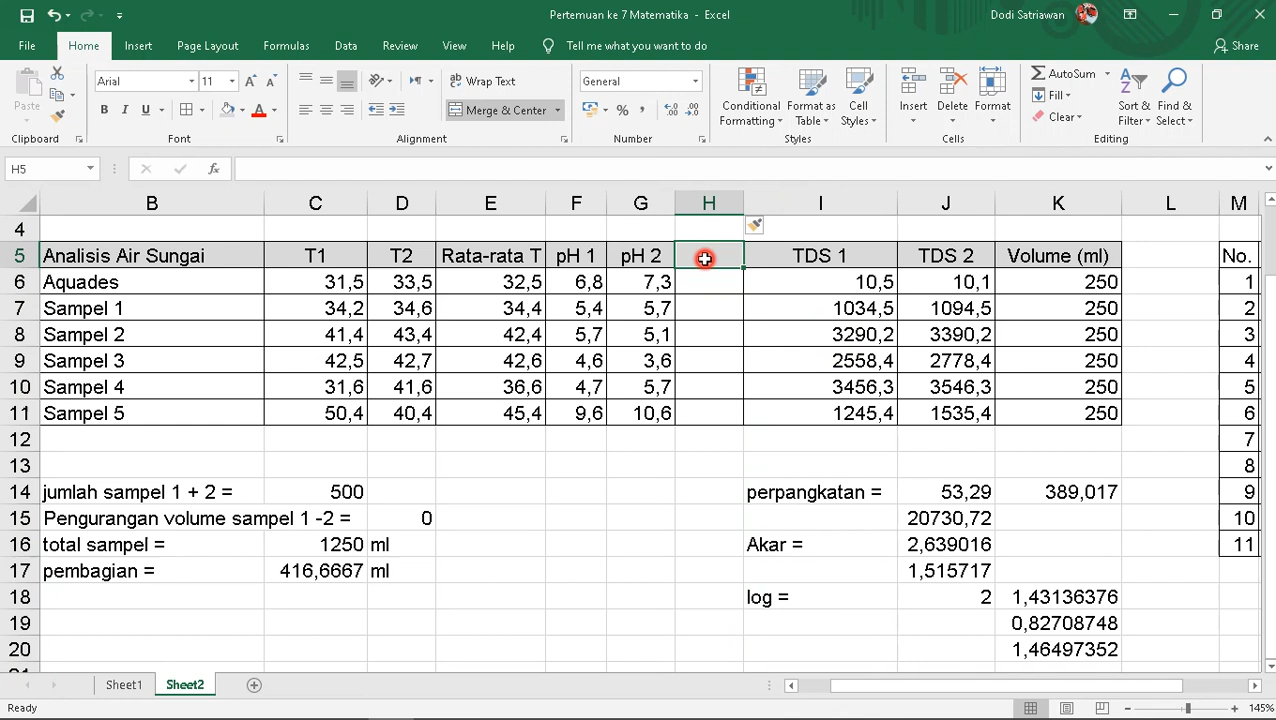 Pertemuan ke 7 Matematika - Excel
Dodi Satriawan
File Home Insert Page Layout Formulas Data Review View Help Tell me what you want to do Share
Paste
Arial 11
B I U
Wrap Text
Merge & Center
General
% ,
Conditional Formatting
Format as Table
Cell Styles
Insert Delete Format
AutoSum
Fill
Clear
Sort & Filter
Find & Select
Clipboard Font Alignment Number Styles Cells Editing
H5 fx
B C D E F G H I J K L M
4
5 Analisis Air Sungai T1 T2 Rata-rata T pH 1 pH 2 TDS 1 TDS 2 Volume (ml) No.
6 Aquades 31,5 33,5 32,5 6,8 7,3 10,5 10,1 250 1
7 Sampel 1 34,2 34,6 34,4 5,4 5,7 1034,5 1094,5 250 2
8 Sampel 2 41,4 43,4 42,4 5,7 5,1 3290,2 3390,2 250 3
9 Sampel 3 42,5 42,7 42,6 4,6 3,6 2558,4 2778,4 250 4
10 Sampel 4 31,6 41,6 36,6 4,7 5,7 3456,3 3546,3 250 5
11 Sampel 5 50,4 40,4 45,4 9,6 10,6 1245,4 1535,4 250 6
12 7
13 8
14 jumlah sampel 1 + 2 = 500 perpangkatan = 53,29 389,017 9
15 Pengurangan volume sampel 1 -2 = 0 20730,72 10
16 total sampel = 1250 ml Akar = 2,639016 11
17 pembagian = 416,6667 ml 1,515717
18 log = 2 1,43136376
19 0,82708748
20 1,46497352
Sheet1 Sheet2
Ready 145%